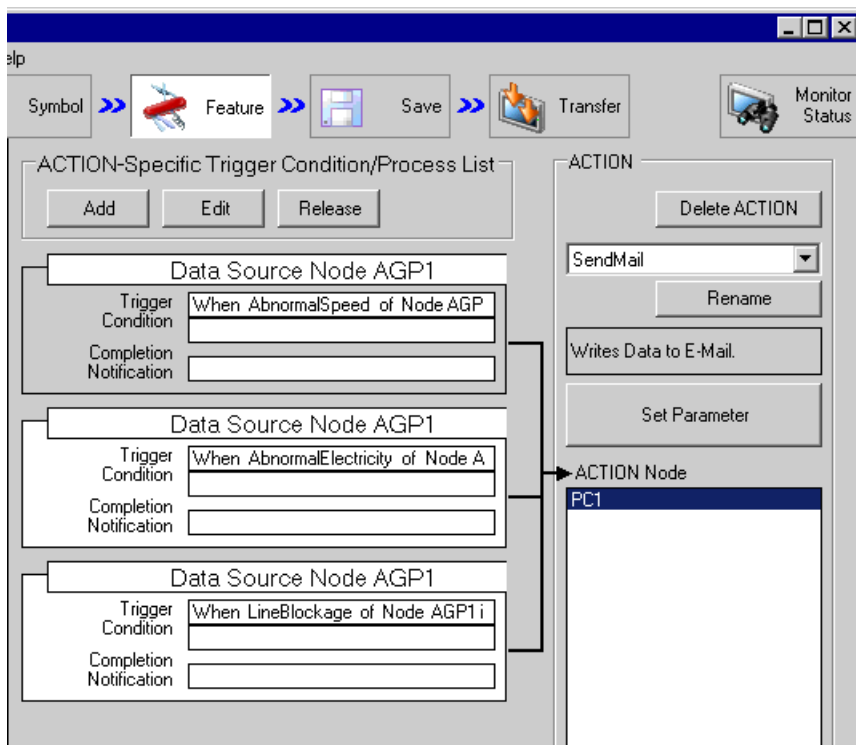 elp
Symbol
Feature
Save
Transfer
Monitor
Status
ACTION-Specific Trigger Condition/Process List
Add
Edit
Release
Data Source Node AGP1
Trigger
Condition
When AbnormalSpeed of Node AGP
Completion
Notification
Data Source Node AGP1
Trigger
Condition
When AbnormalElectricity of Node A
Completion
Notification
Data Source Node AGP1
Trigger
Condition
When LineBlockage of Node AGP1 i
Completion
Notification
ACTION
Delete ACTION
SendMail
Rename
Writes Data to E-Mail.
Set Parameter
ACTION Node
PC1